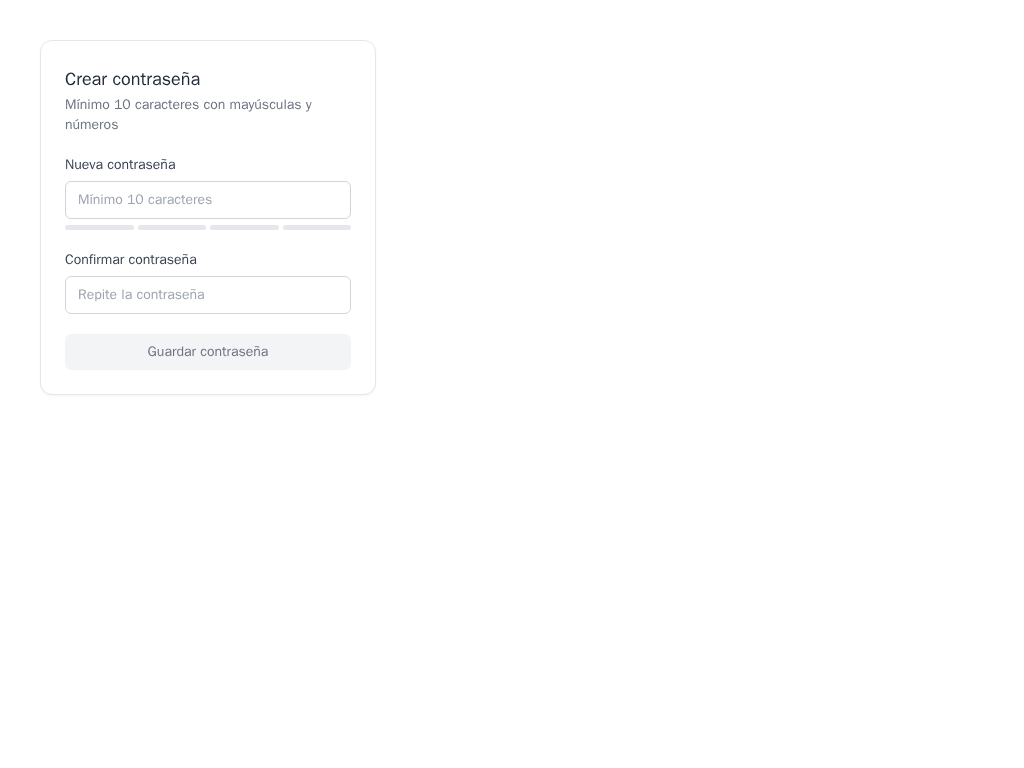 Crear contraseña
Mínimo 10 caracteres con mayúsculas y
números
Nueva contraseña
Mínimo 10 caracteres
Confirmar contraseña
Repite la contraseña
Guardar contraseña